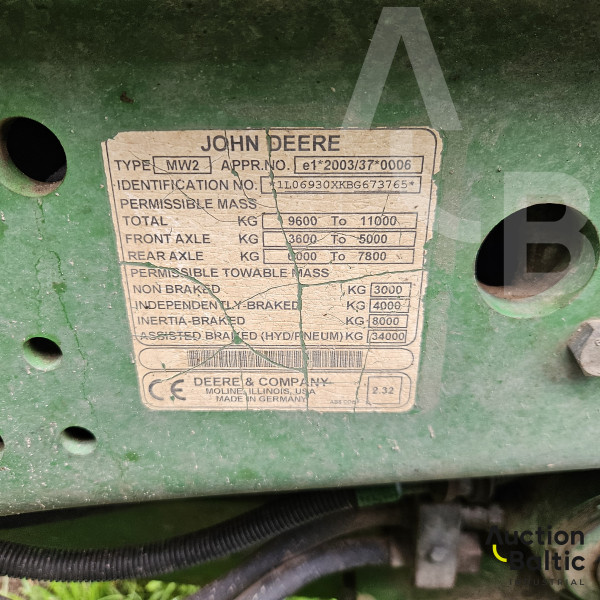 JOHN DEERE
TYPE MW2 APPR.NO. e1*2003/37*0006
IDENTIFICATION NO. *1L06930XKBG673765*
PERMISSIBLE MASS
TOTAL KG 9600 To 11000
FRONT AXLE KG 3600 To 5000
REAR AXLE KG 6000 To 7800
PERMISSIBLE TOWABLE MASS
NON BRAKED KG 3000
INDEPENDENTLY-BRAKED KG 4000
INERTIA-BRAKED KG 8000
ASSISTED BRAKED (HYD/PNEUM) KG 34000
CE DEERE & COMPANY 2.32
MOLINE, ILLINOIS, USA
MADE IN GERMANY
AB
Auction
Baltic
INDUSTRIAL